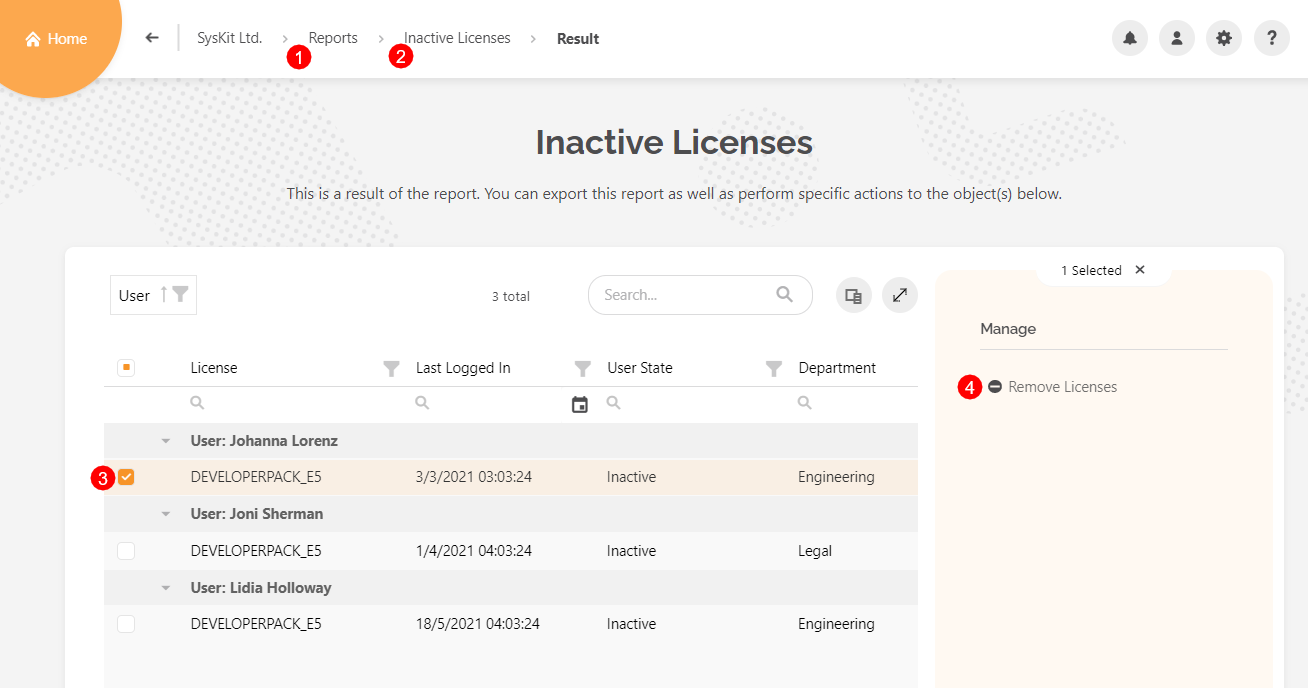 Home
SysKit Ltd. > Reports > Inactive Licenses > Result
1
2
?
Inactive Licenses
This is a result of the report. You can export this report as well as perform specific actions to the object(s) below.
1 Selected ×
User
3 total
Search...
Manage
License Last Logged In User State Department
4 Remove Licenses
User: Johanna Lorenz
3 DEVELOPERPACK_E5 3/3/2021 03:03:24 Inactive Engineering
User: Joni Sherman
DEVELOPERPACK_E5 1/4/2021 04:03:24 Inactive Legal
User: Lidia Holloway
DEVELOPERPACK_E5 18/5/2021 04:03:24 Inactive Engineering